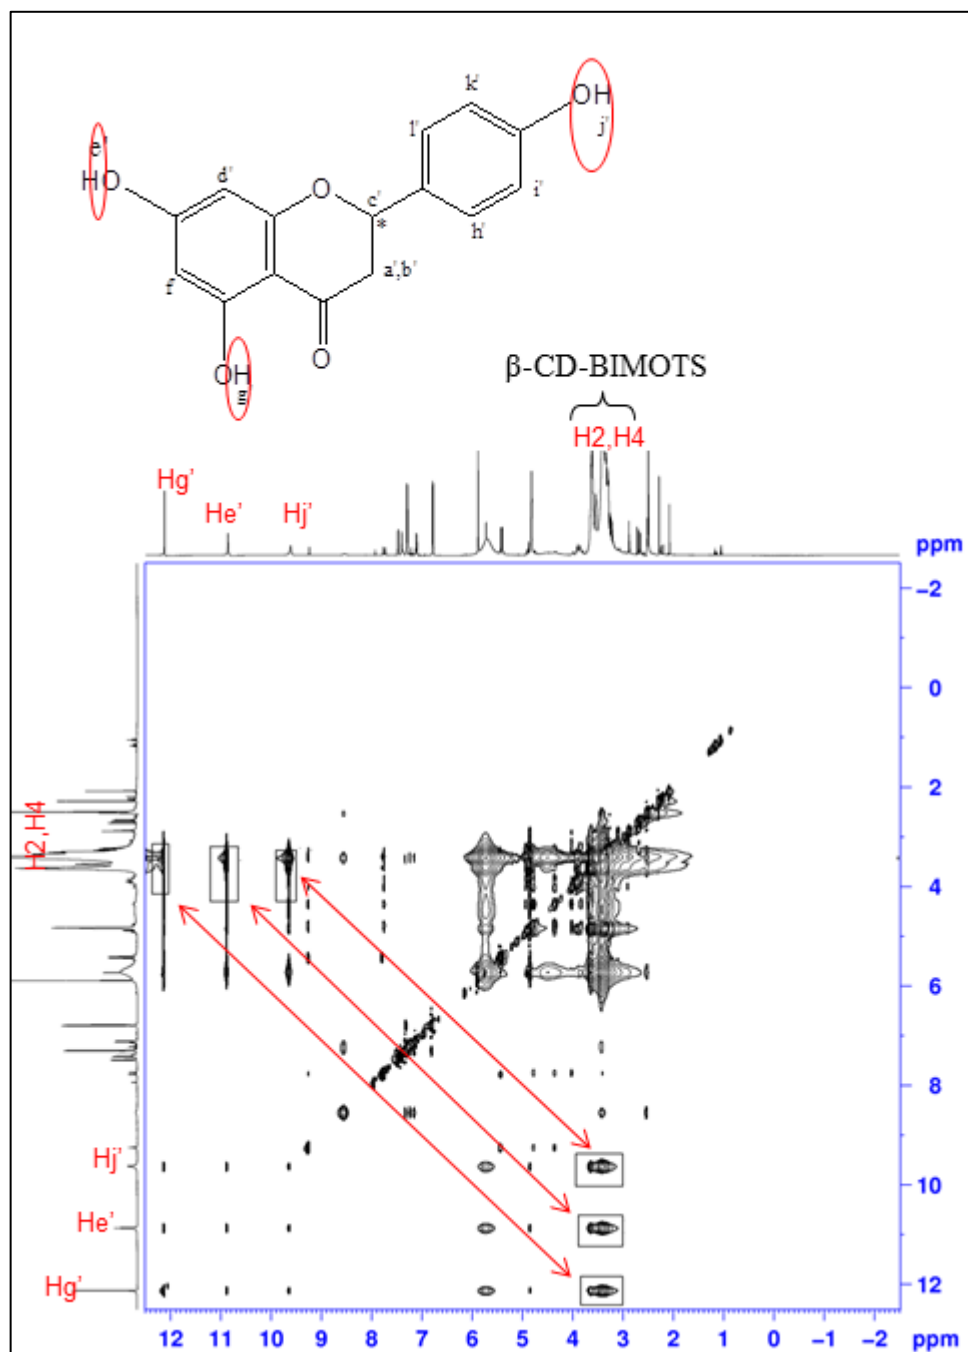 OH
k'
j'
l'
e'
HO
d'
O
i'
c'
*
h'
f
a',b'
O
OH
β-CD-BIMOTS
H2,H4
Hg’
He’
Hj’
ppm
−2
0
H2,H4
2
4
6
8
Hj’
10
He’
Hg’
12
12 11 10 9 8 7 6 5 4 3 2 1 0 −1 −2 ppm